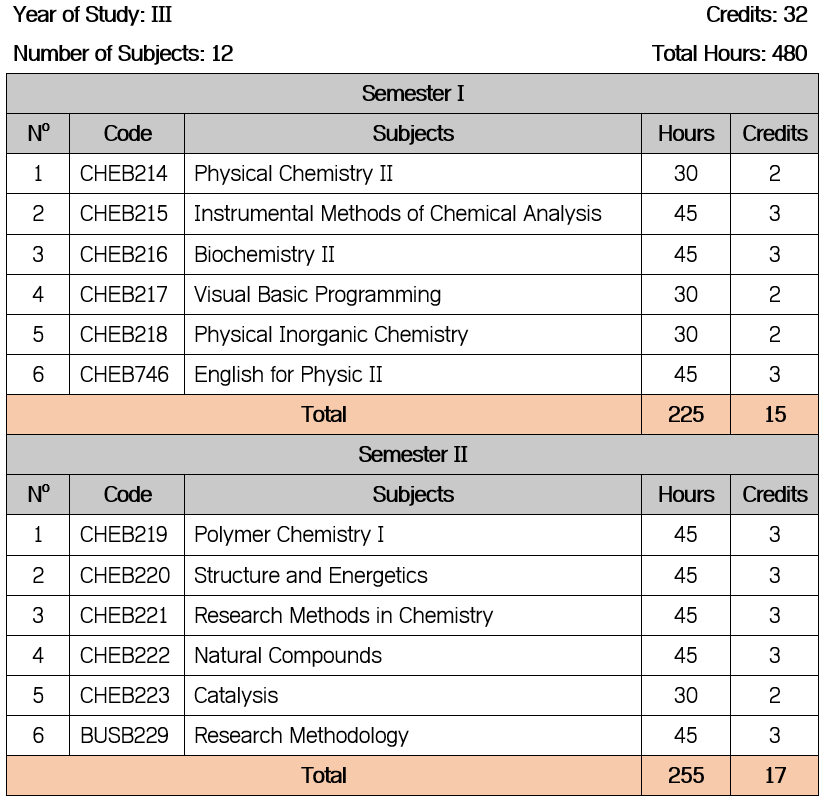 Year of Study: III Credits: 32
Number of Subjects: 12 Total Hours: 480
Semester I
Nº Code Subjects Hours Credits
1 CHEB214 Physical Chemistry II 30 2
2 CHEB215 Instrumental Methods of Chemical Analysis 45 3
3 CHEB216 Biochemistry II 45 3
4 CHEB217 Visual Basic Programming 30 2
5 CHEB218 Physical Inorganic Chemistry 30 2
6 CHEB746 English for Physic II 45 3
Total 225 15
Semester II
Nº Code Subjects Hours Credits
1 CHEB219 Polymer Chemistry I 45 3
2 CHEB220 Structure and Energetics 45 3
3 CHEB221 Research Methods in Chemistry 45 3
4 CHEB222 Natural Compounds 45 3
5 CHEB223 Catalysis 30 2
6 BUSB229 Research Methodology 45 3
Total 255 17